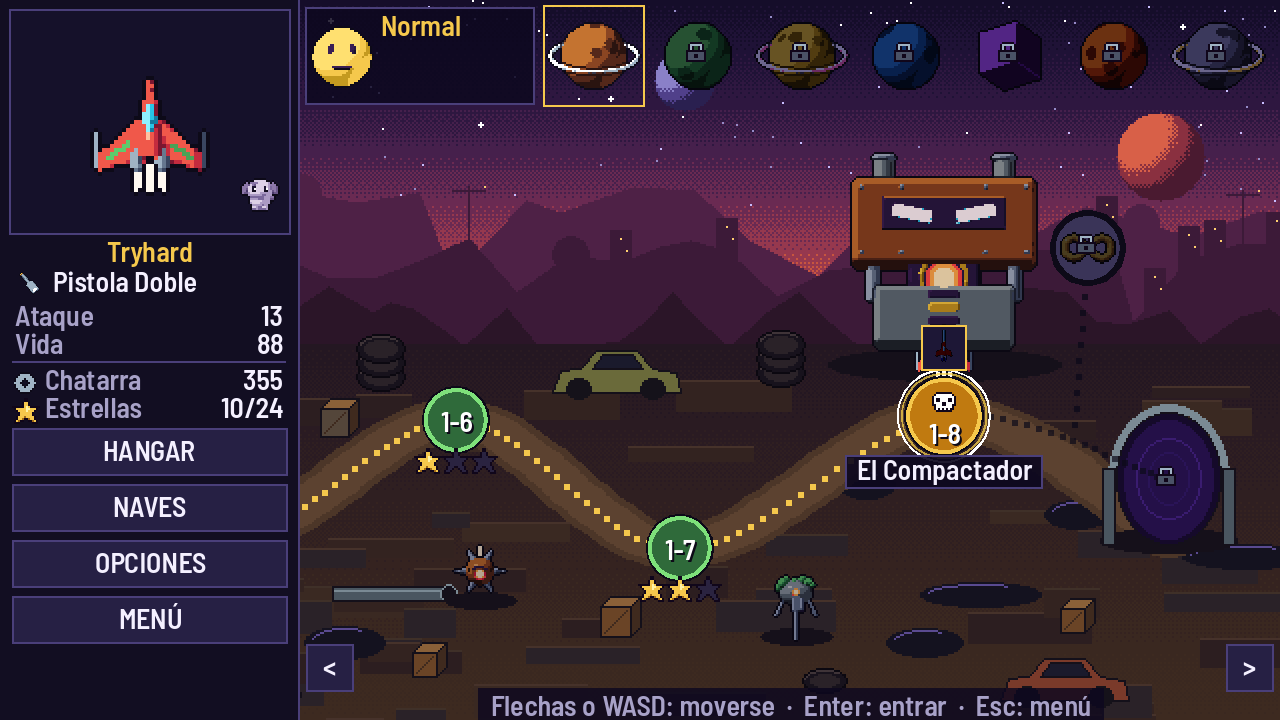 Normal
Tryhard
Pistola Doble
Ataque 13
Vida 88
Chatarra 355
Estrellas 10/24
HANGAR
NAVES
OPCIONES
MENÚ
1-6
1-7
1-8
El Compactador
<
>
Flechas o WASD: moverse · Enter: entrar · Esc: menú